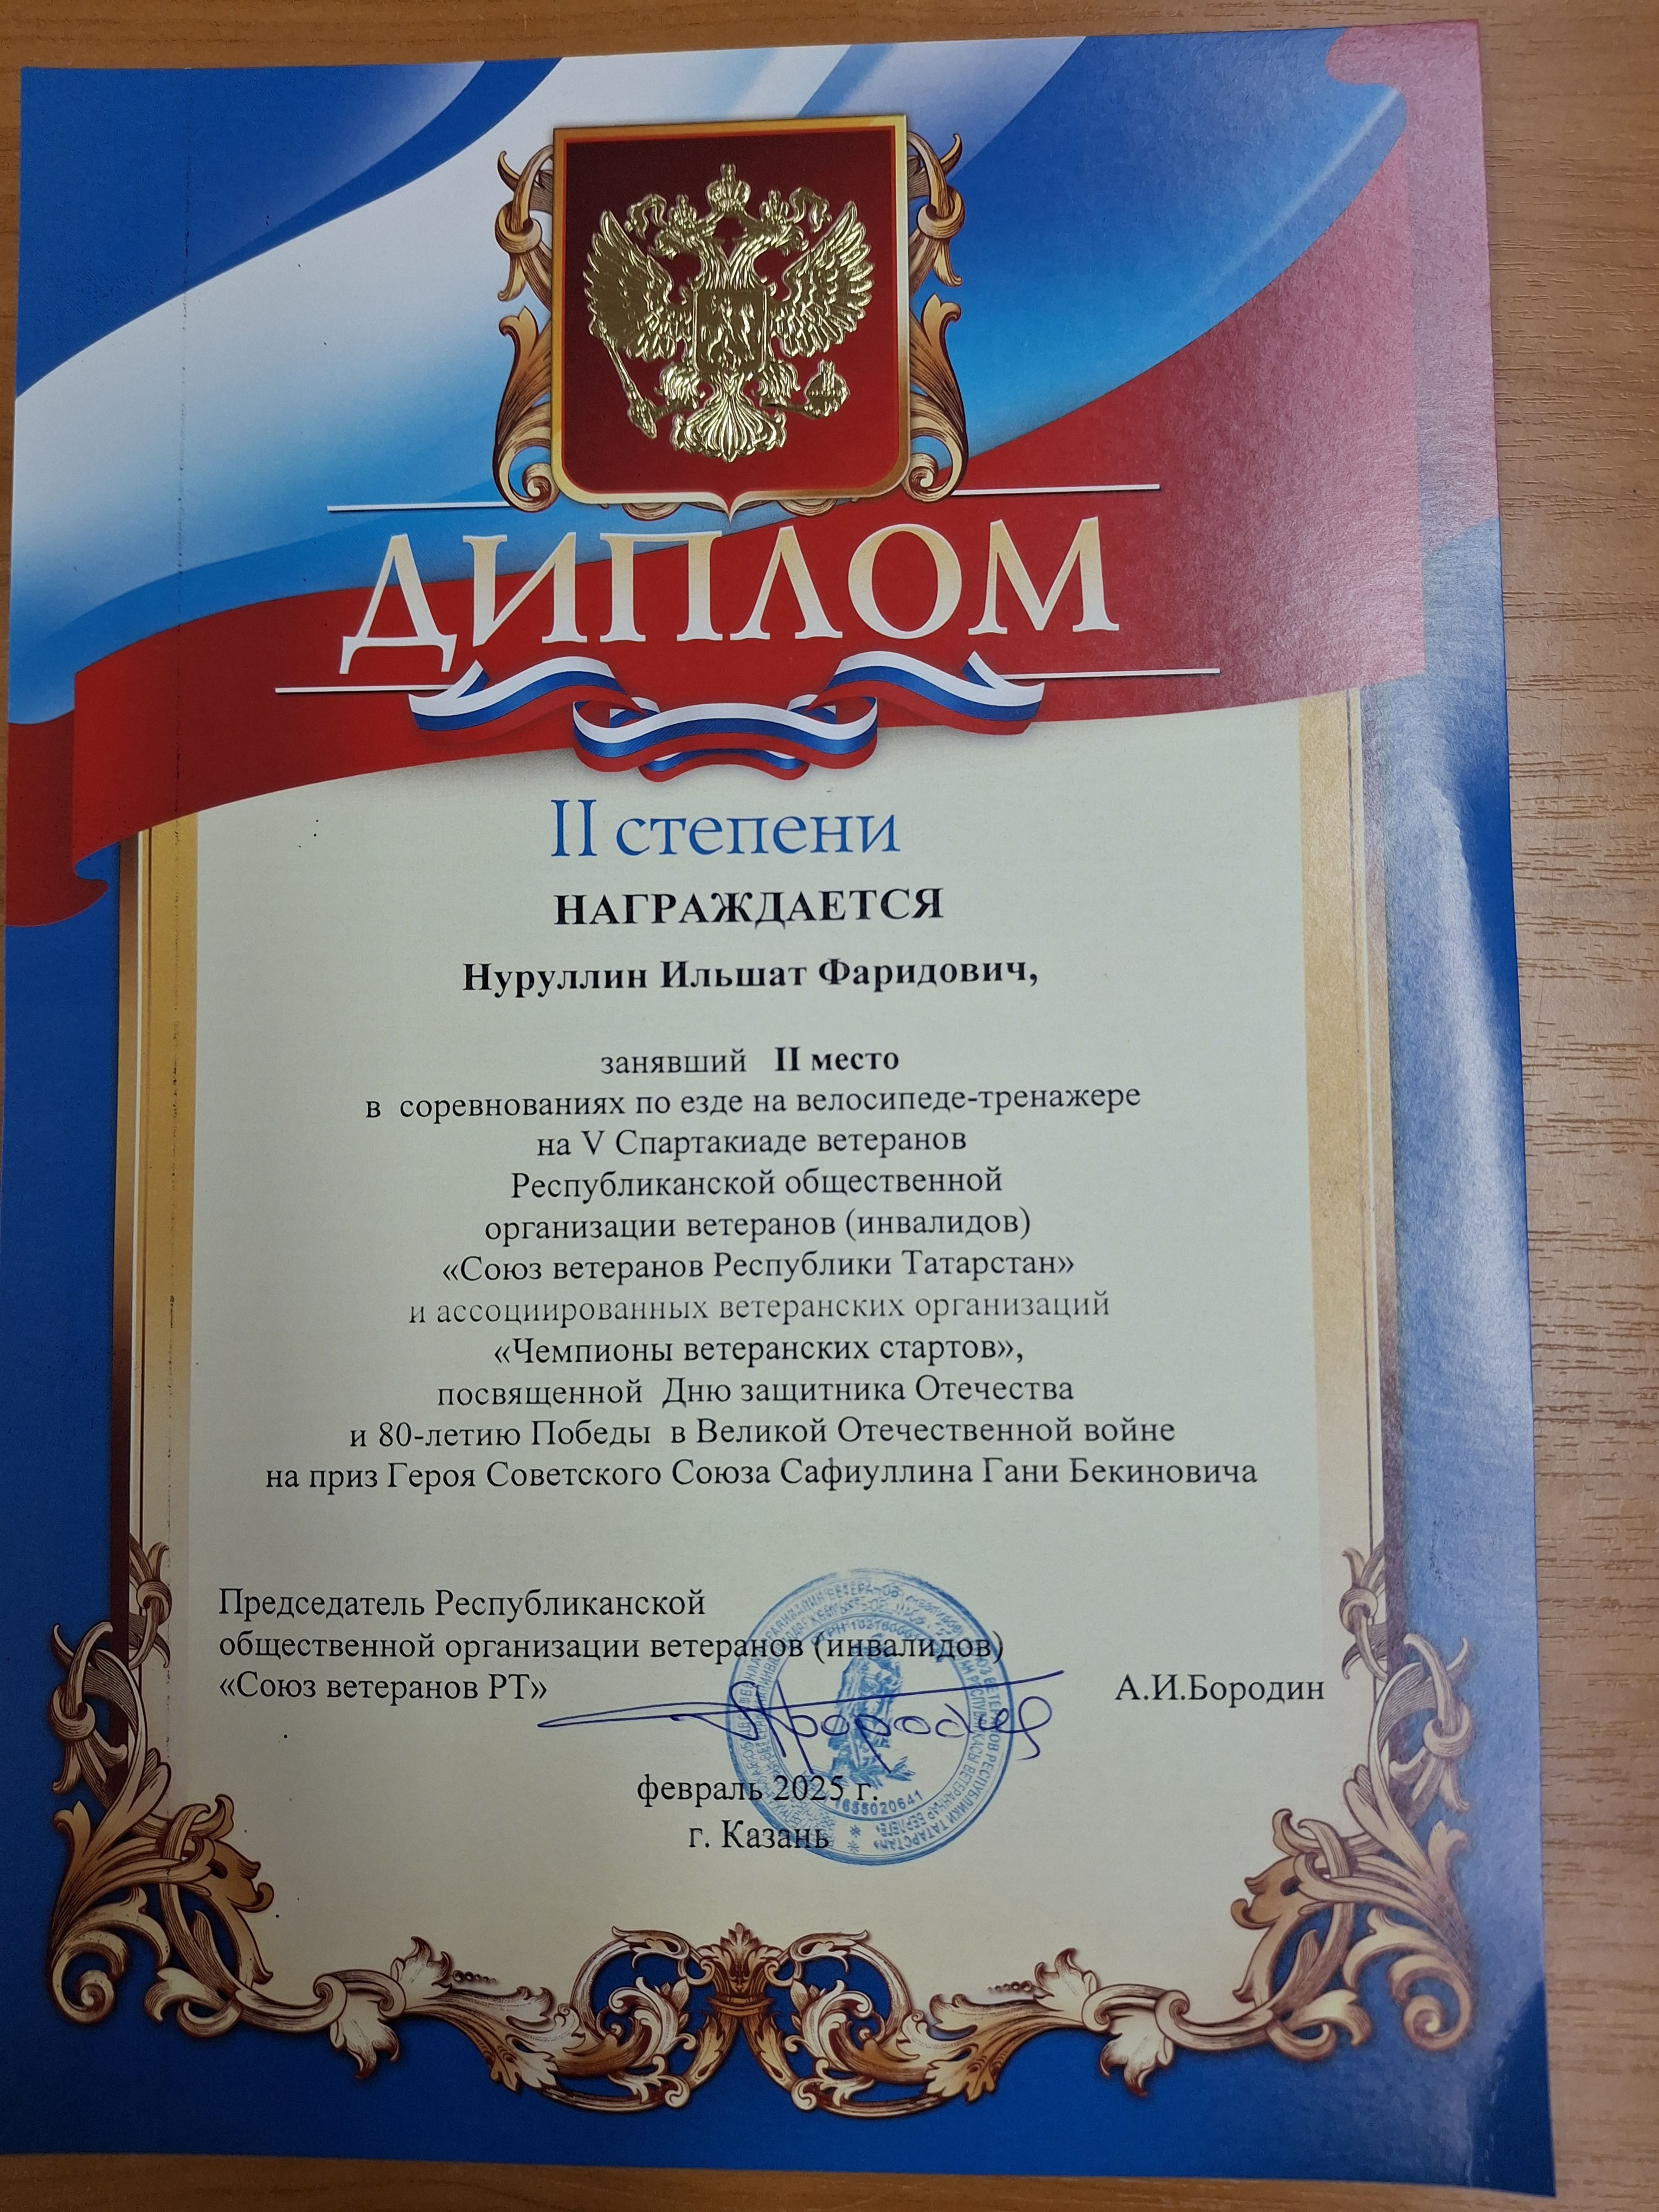 ДИПЛОМ
II степени
НАГРАЖДАЕТСЯ
Нуруллин Ильшат Фаридович,
занявший II место
в соревнованиях по езде на велосипеде-тренажере
на V Спартакиаде ветеранов
Республиканской общественной
организации ветеранов (инвалидов)
«Союз ветеранов Республики Татарстан»
и ассоциированных ветеранских организаций
«Чемпионы ветеранских стартов»,
посвященной Дню защитника Отечества
и 80-летию Победы в Великой Отечественной войне
на приз Героя Советского Союза Сафиуллина Гани Бекиновича
Председатель Республиканской
общественной организации ветеранов (инвалидов)
«Союз ветеранов РТ»
А.И.Бородин
февраль 2025 г.
г. Казань
1655020641